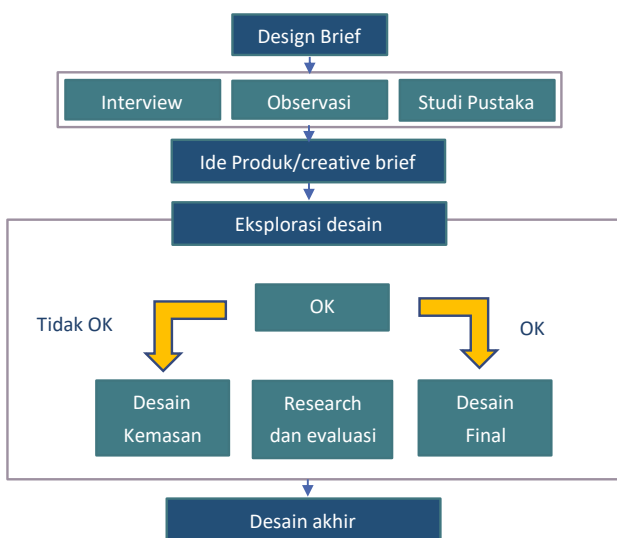 Design Brief
Interview
Observasi
Studi Pustaka
Ide Produk/creative brief
Eksplorasi desain
Tidak OK
OK
OK
Desain
Kemasan
Research
dan evaluasi
Desain
Final
Desain akhir